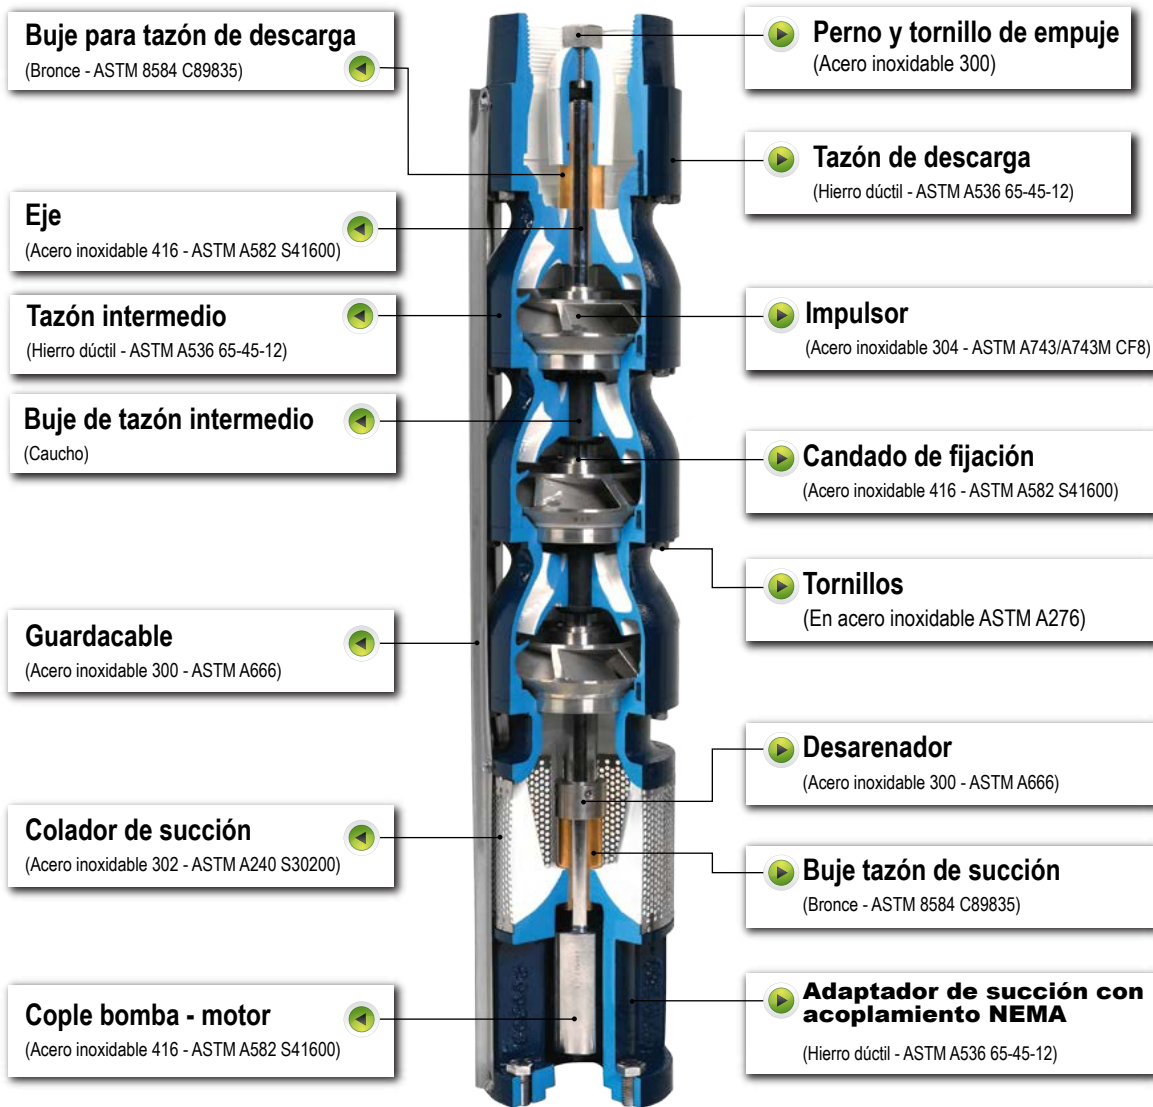 Buje para tazón de descarga
(Bronce - ASTM 8584 C89835)
Eje
(Acero inoxidable 416 - ASTM A582 S41600)
Tazón intermedio
(Hierro dúctil - ASTM A536 65-45-12)
Buje de tazón intermedio
(Caucho)
Guardacable
(Acero inoxidable 300 - ASTM A666)
Colador de succión
(Acero inoxidable 302 - ASTM A240 S30200)
Cople bomba - motor
(Acero inoxidable 416 - ASTM A582 S41600)
Perno y tornillo de empuje
(Acero inoxidable 300)
Tazón de descarga
(Hierro dúctil - ASTM A536 65-45-12)
Impulsor
(Acero inoxidable 304 - ASTM A743/A743M CF8)
Candado de fijación
(Acero inoxidable 416 - ASTM A582 S41600)
Tornillos
(En acero inoxidable ASTM A276)
Desarenador
(Acero inoxidable 300 - ASTM A666)
Buje tazón de succión
(Bronce - ASTM 8584 C89835)
Adaptador de succión con
acoplamiento NEMA
(Hierro dúctil - ASTM A536 65-45-12)